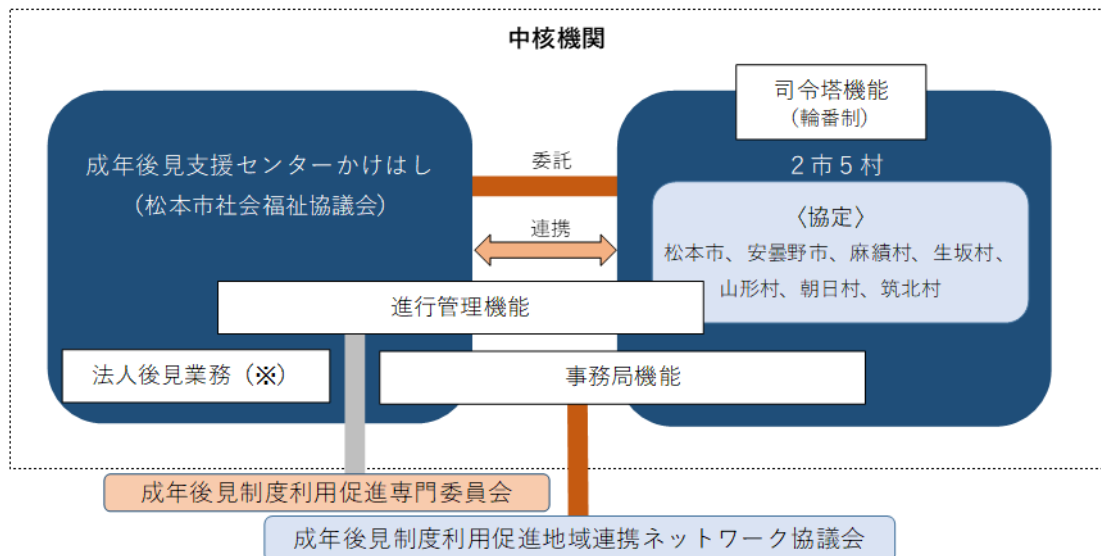 中核機関
司令塔機能
（輪番制）
成年後見支援センターかけはし
（松本市社会福祉協議会）
委託
２市５村
〈協定〉
松本市、安曇野市、麻績村、生坂村、
山形村、朝日村、筑北村
連携
進行管理機能
法人後見業務（※）
事務局機能
成年後見制度利用促進専門委員会
成年後見制度利用促進地域連携ネットワーク協議会